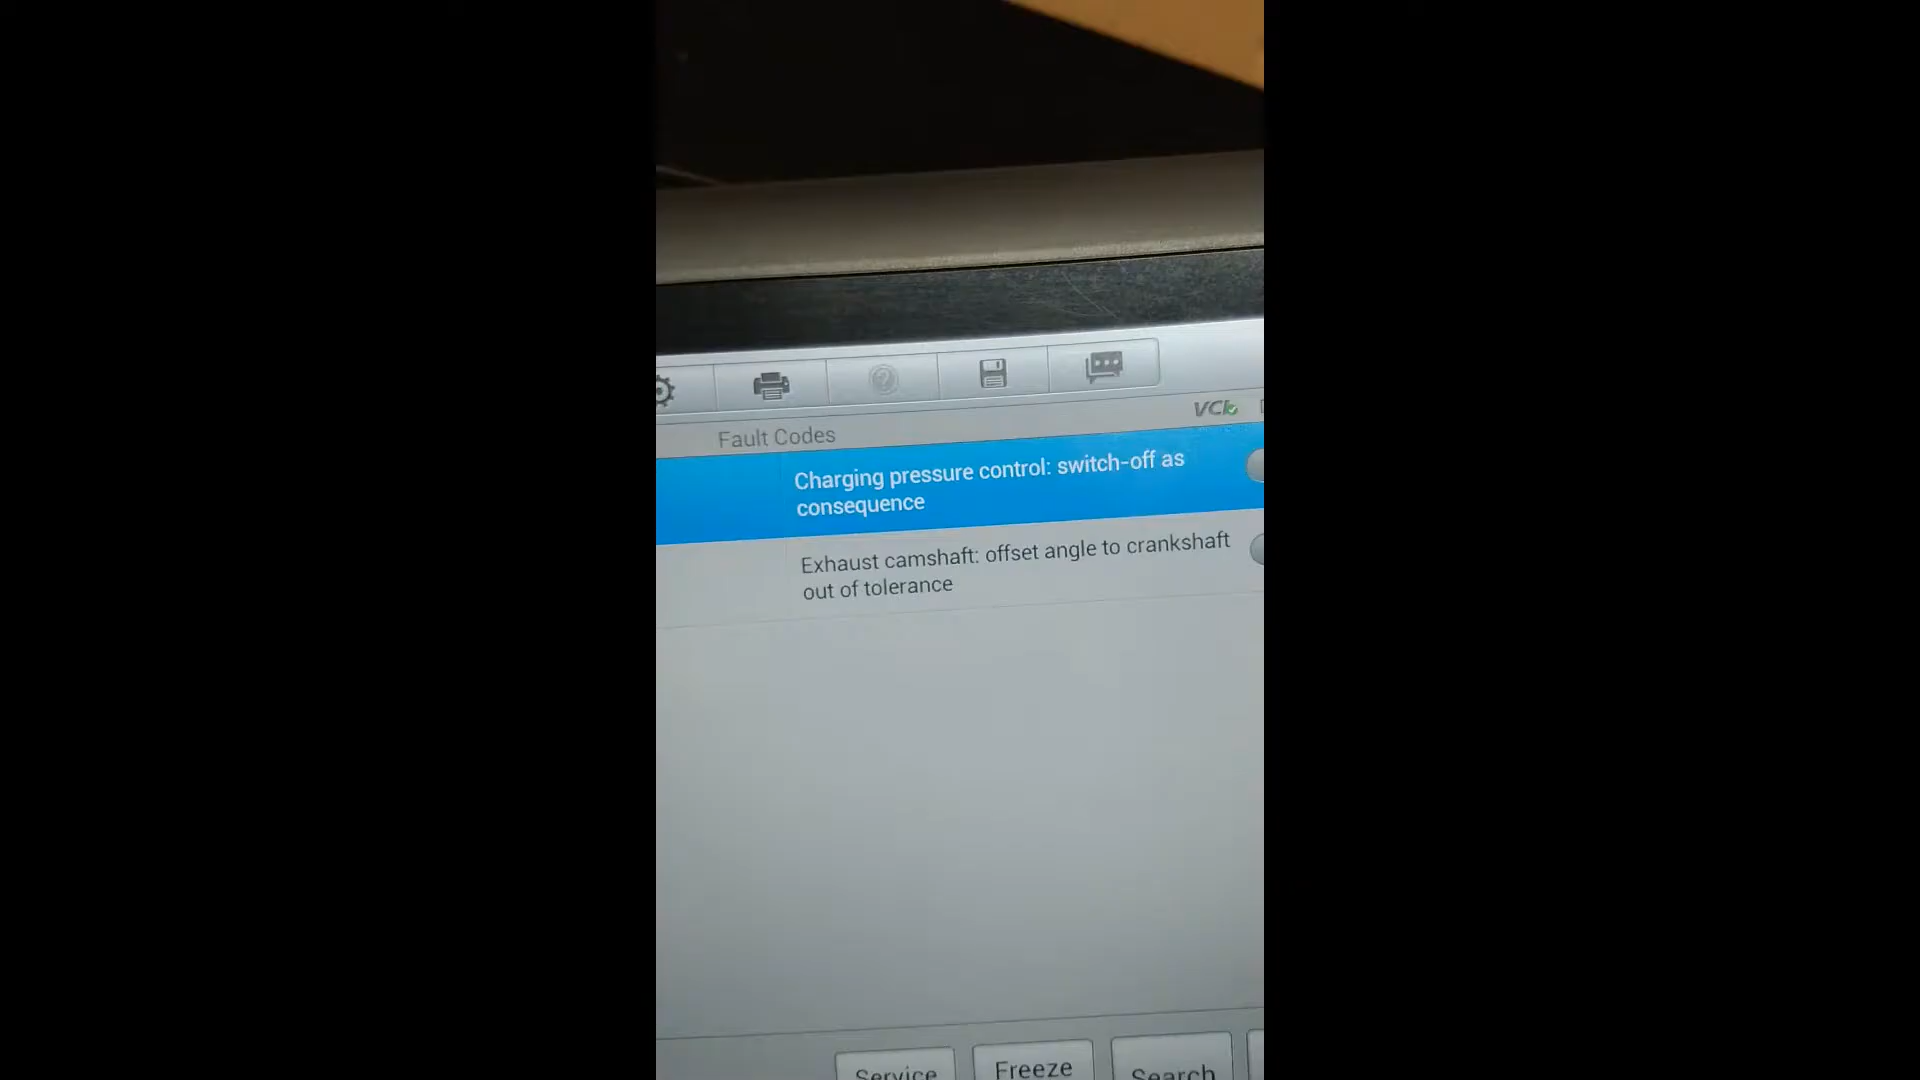 VCI
Fault Codes
Charging pressure control: switch-off as
consequence
Exhaust camshaft: offset angle to crankshaft
out of tolerance
Service
Freeze
Search